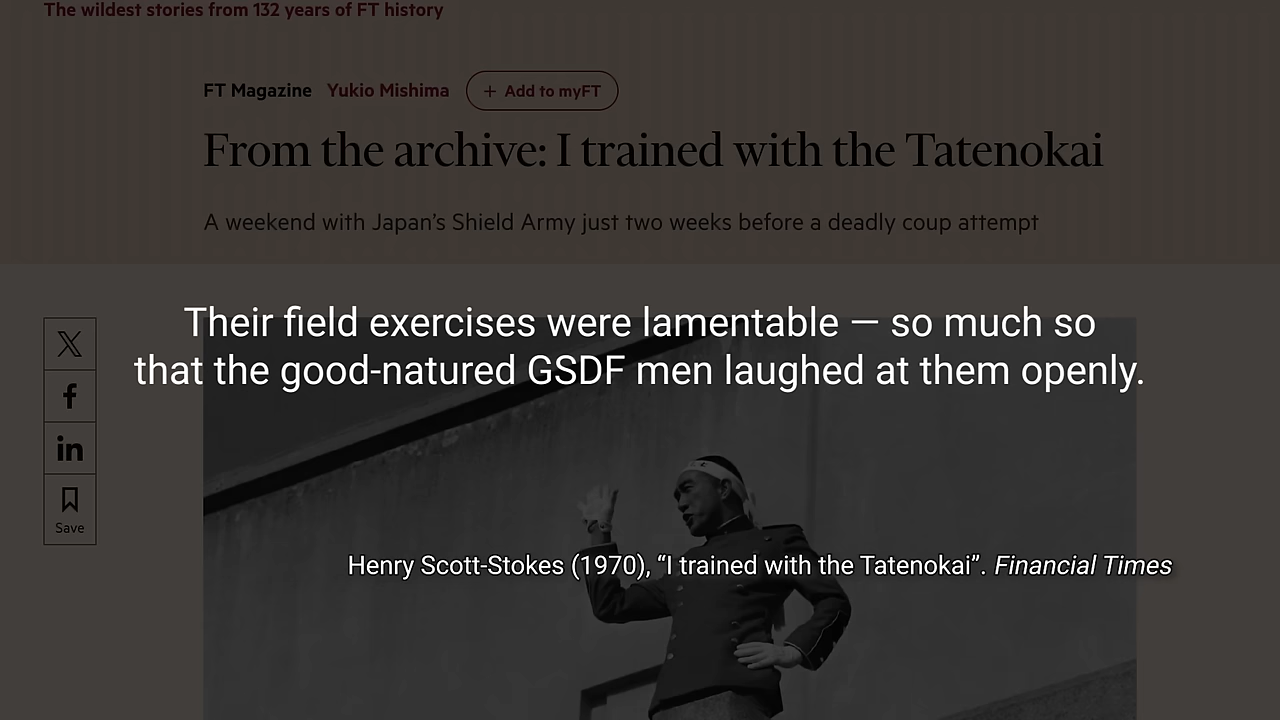 The wildest stories from 132 years of FT history
FT Magazine Yukio Mishima + Add to myFT
From the archive: I trained with the Tatenokai
A weekend with Japan’s Shield Army just two weeks before a deadly coup attempt
Their field exercises were lamentable — so much so
that the good-natured GSDF men laughed at them openly.
Save
Henry Scott-Stokes (1970), “I trained with the Tatenokai”. Financial Times